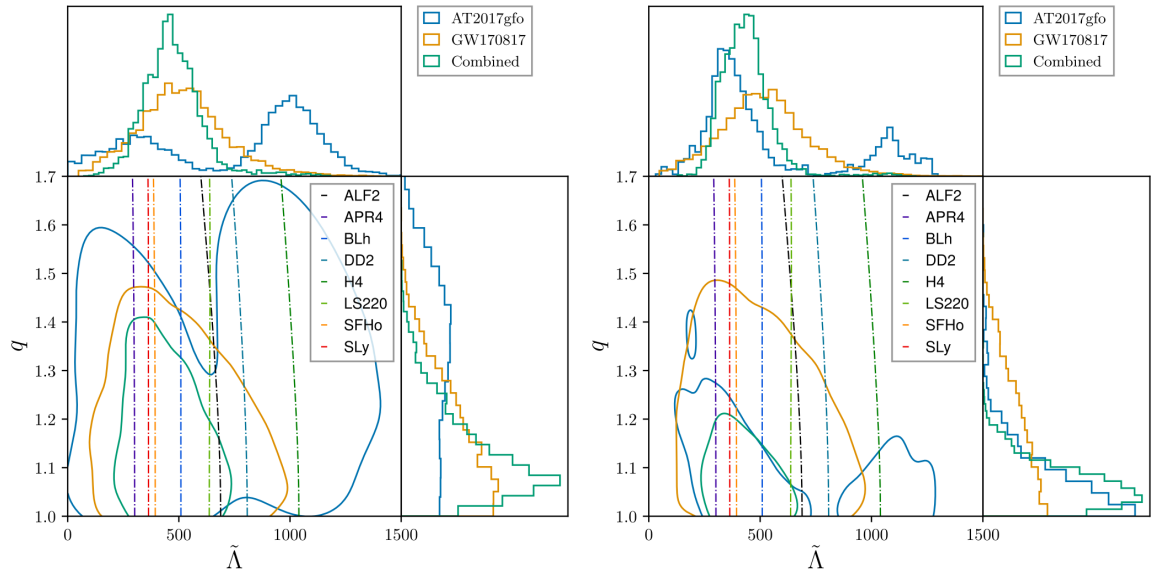 AT2017gfo
GW170817
Combined
1.7
1.6
1.5
1.4
1.3
1.2
1.1
1.0
q
0
500
1000
1500
Λ̃
ALF2
APR4
BLh
DD2
H4
LS220
SFHo
SLy
AT2017gfo
GW170817
Combined
1.7
1.6
1.5
1.4
1.3
1.2
1.1
1.0
q
0
500
1000
1500
Λ̃
ALF2
APR4
BLh
DD2
H4
LS220
SFHo
SLy